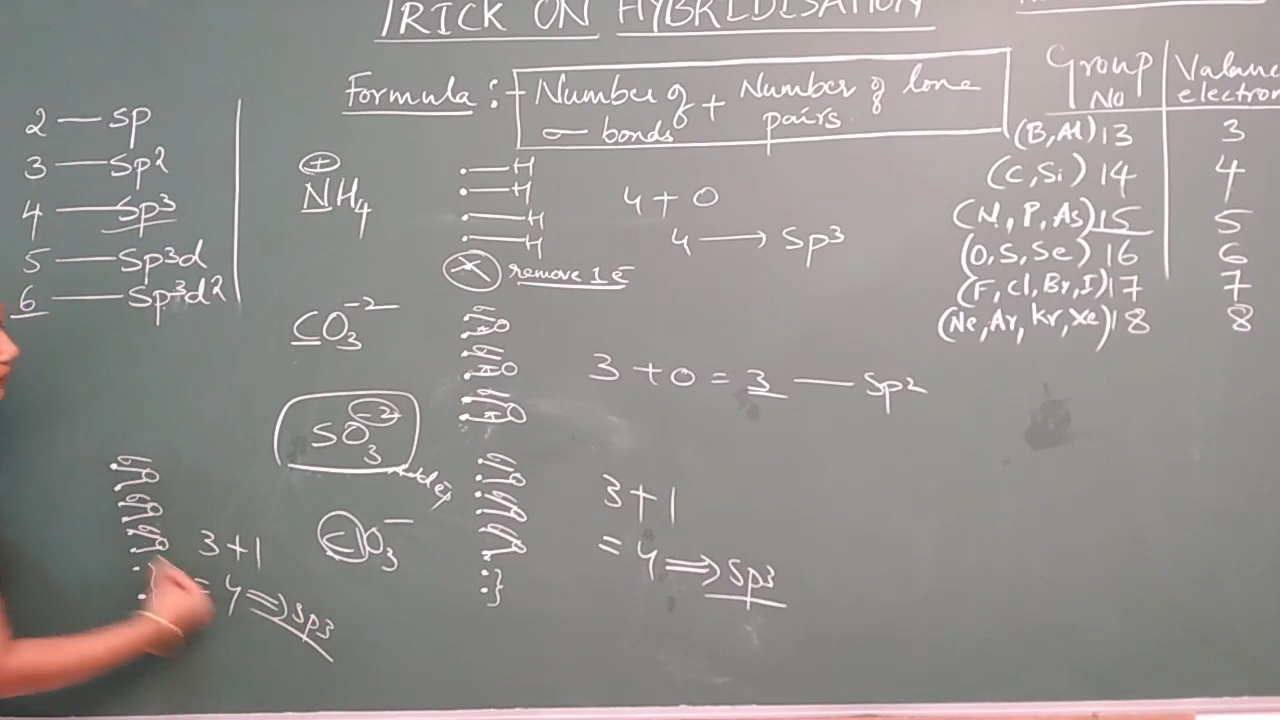 TRICK ON HYBRIDISATION
Formula :- Number of σ bonds + Number of lone pairs
Group No Valance electron
(B, Al) 13 3
(C, Si) 14 4
(N, P, As) 15 5
(O, S, Se) 16 6
(F, Cl, Br, I) 17 7
(Ne, Ar, Kr, Xe) 18 8
2 — sp
3 — Sp2
4 — Sp3
5 — Sp3d
6 — Sp3d2
NH4 +
H
H
H
H
remove 1 e-
4 + 0
4 → Sp3
CO3 -2
3 + 0 = 3 — Sp2
SO3 -2
3 + 1
= 4 ⇒ Sp3
ClO3 -
3 + 1
= 4 ⇒ Sp3